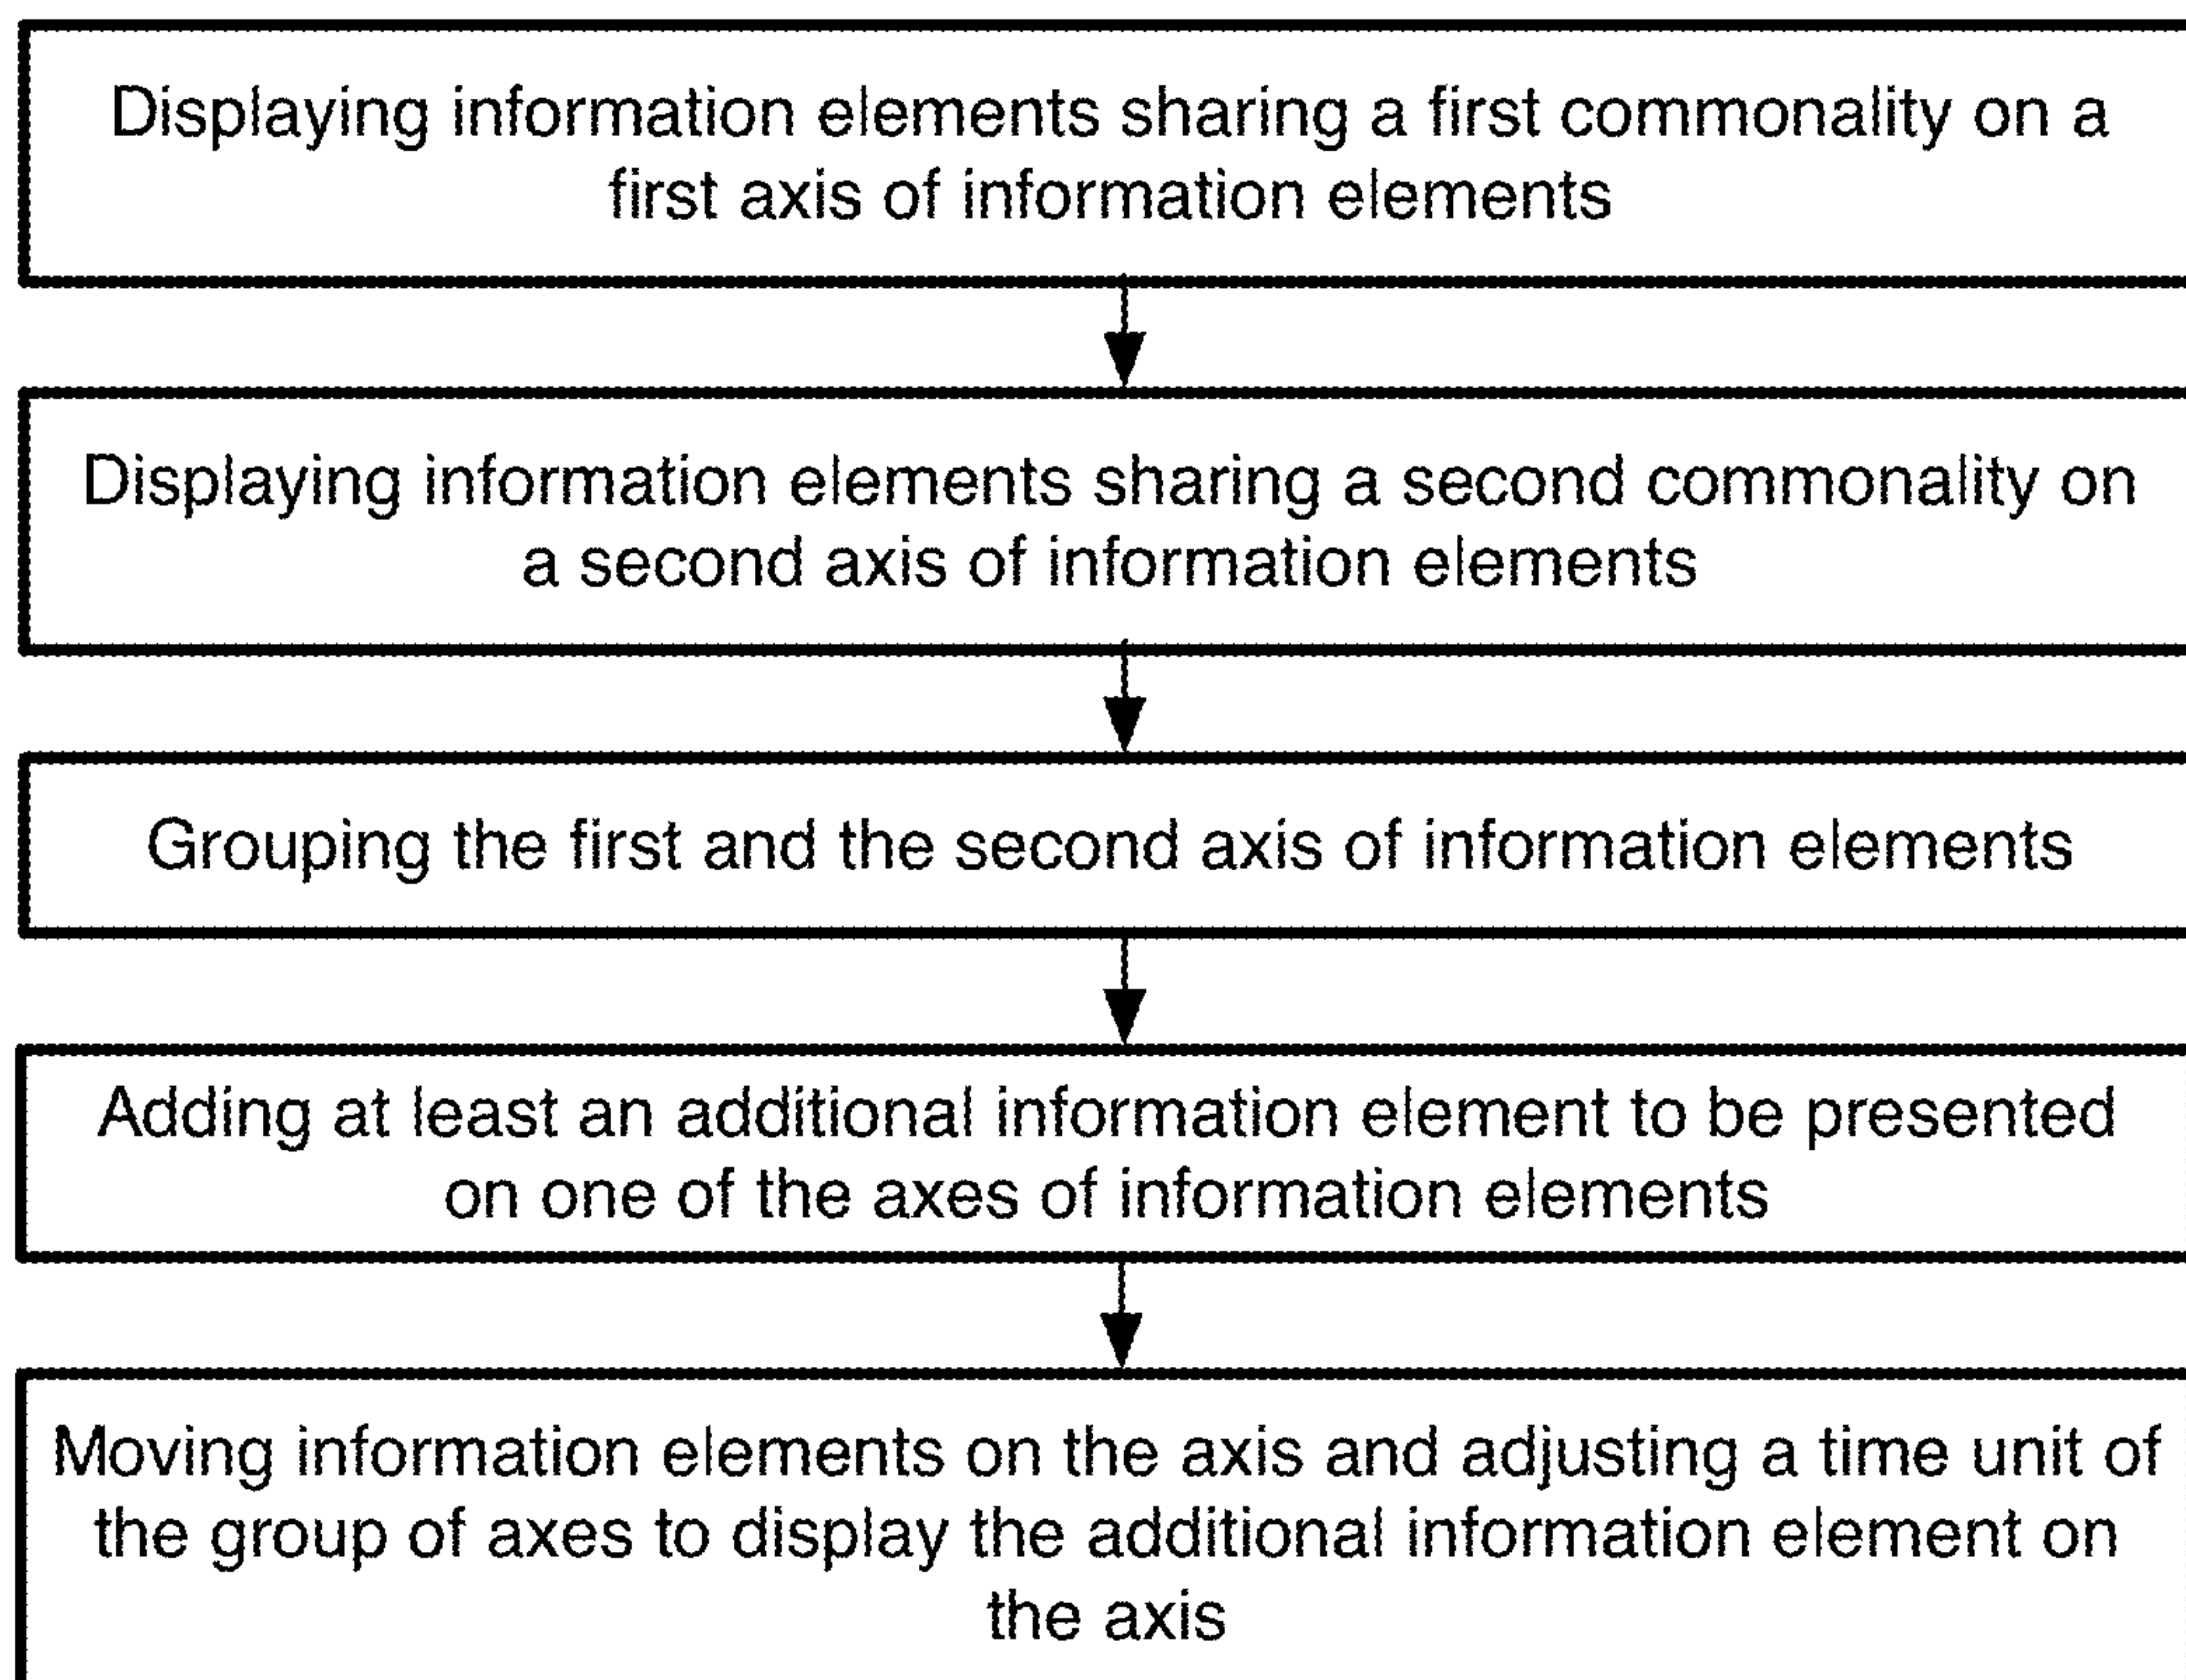 Displaying information elements sharing a first commonality on a
first axis of information elements
Displaying information elements sharing a second commonality on
a second axis of information elements
Grouping the first and the second axis of information elements
Adding at least an additional information element to be presented
on one of the axes of information elements
Moving information elements on the axis and adjusting a time unit of
the group of axes to display the additional information element on
the axis